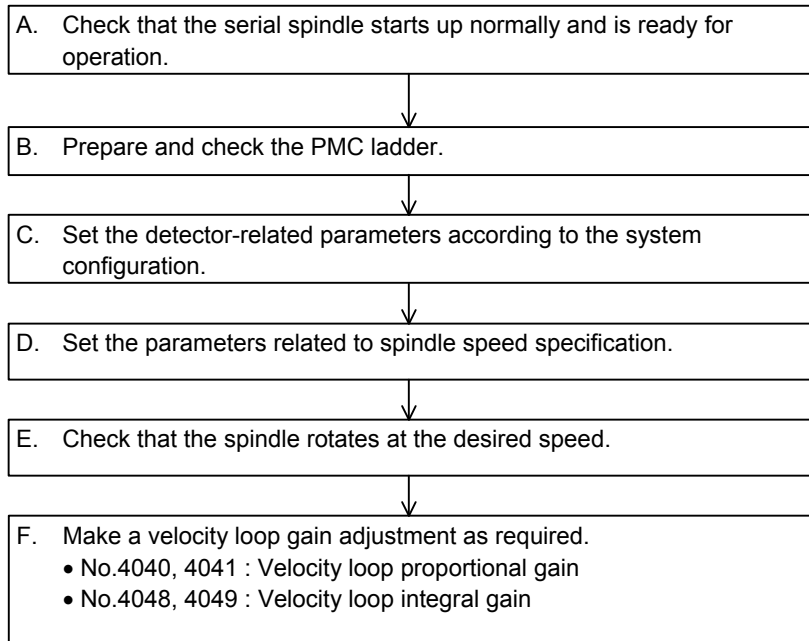 A. Check that the serial spindle starts up normally and is ready for
operation.
B. Prepare and check the PMC ladder.
C. Set the detector-related parameters according to the system
configuration.
D. Set the parameters related to spindle speed specification.
E. Check that the spindle rotates at the desired speed.
F. Make a velocity loop gain adjustment as required.
• No.4040, 4041 : Velocity loop proportional gain
• No.4048, 4049 : Velocity loop integral gain